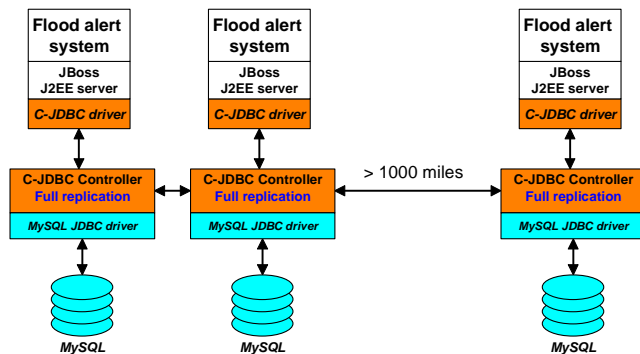 Flood alert
system
JBoss
J2EE server
C-JDBC driver
Flood alert
system
JBoss
J2EE server
C-JDBC driver
Flood alert
system
JBoss
J2EE server
C-JDBC driver
C-JDBC Controller
Full replication
MySQL JDBC driver
C-JDBC Controller
Full replication
MySQL JDBC driver
> 1000 miles
C-JDBC Controller
Full replication
MySQL JDBC driver
MySQL
MySQL
MySQL